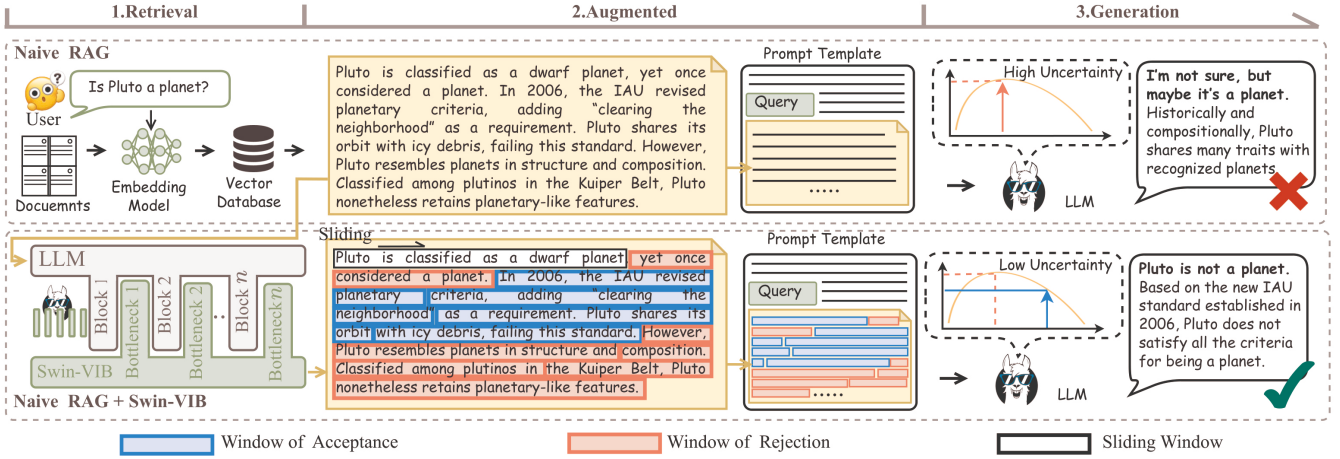 1.Retrieval
2.Augmented
3.Generation
Naive RAG
Is Pluto a planet?
User
Docuemnts
Embedding
Model
Vector
Database
Pluto is classified as a dwarf planet, yet once
considered a planet. In 2006, the IAU revised
planetary criteria, adding “clearing the
neighborhood” as a requirement. Pluto shares its
orbit with icy debris, failing this standard. However,
Pluto resembles planets in structure and composition.
Classified among plutinos in the Kuiper Belt, Pluto
nonetheless retains planetary-like features.
Prompt Template
Query
.....
High Uncertainty
LLM
I’m not sure, but
maybe it’s a planet.
Historically and
compositionally, Pluto
shares many traits with
recognized planets.
LLM
Block 1
Bottleneck 1
Block 2
Bottleneck 2
...
Block n
Bottleneck n
Swin-VIB
Naive RAG + Swin-VIB
Sliding
Pluto is classified as a dwarf planet, yet once
considered a planet. In 2006, the IAU revised
planetary criteria, adding “clearing the
neighborhood” as a requirement. Pluto shares its
orbit with icy debris, failing this standard. However,
Pluto resembles planets in structure and composition.
Classified among plutinos in the Kuiper Belt, Pluto
nonetheless retains planetary-like features.
Prompt Template
Query
.....
Low Uncertainty
LLM
Pluto is not a planet.
Based on the new IAU
standard established in
2006, Pluto does not
satisfy all the criteria
for being a planet.
Window of Acceptance
Window of Rejection
Sliding Window